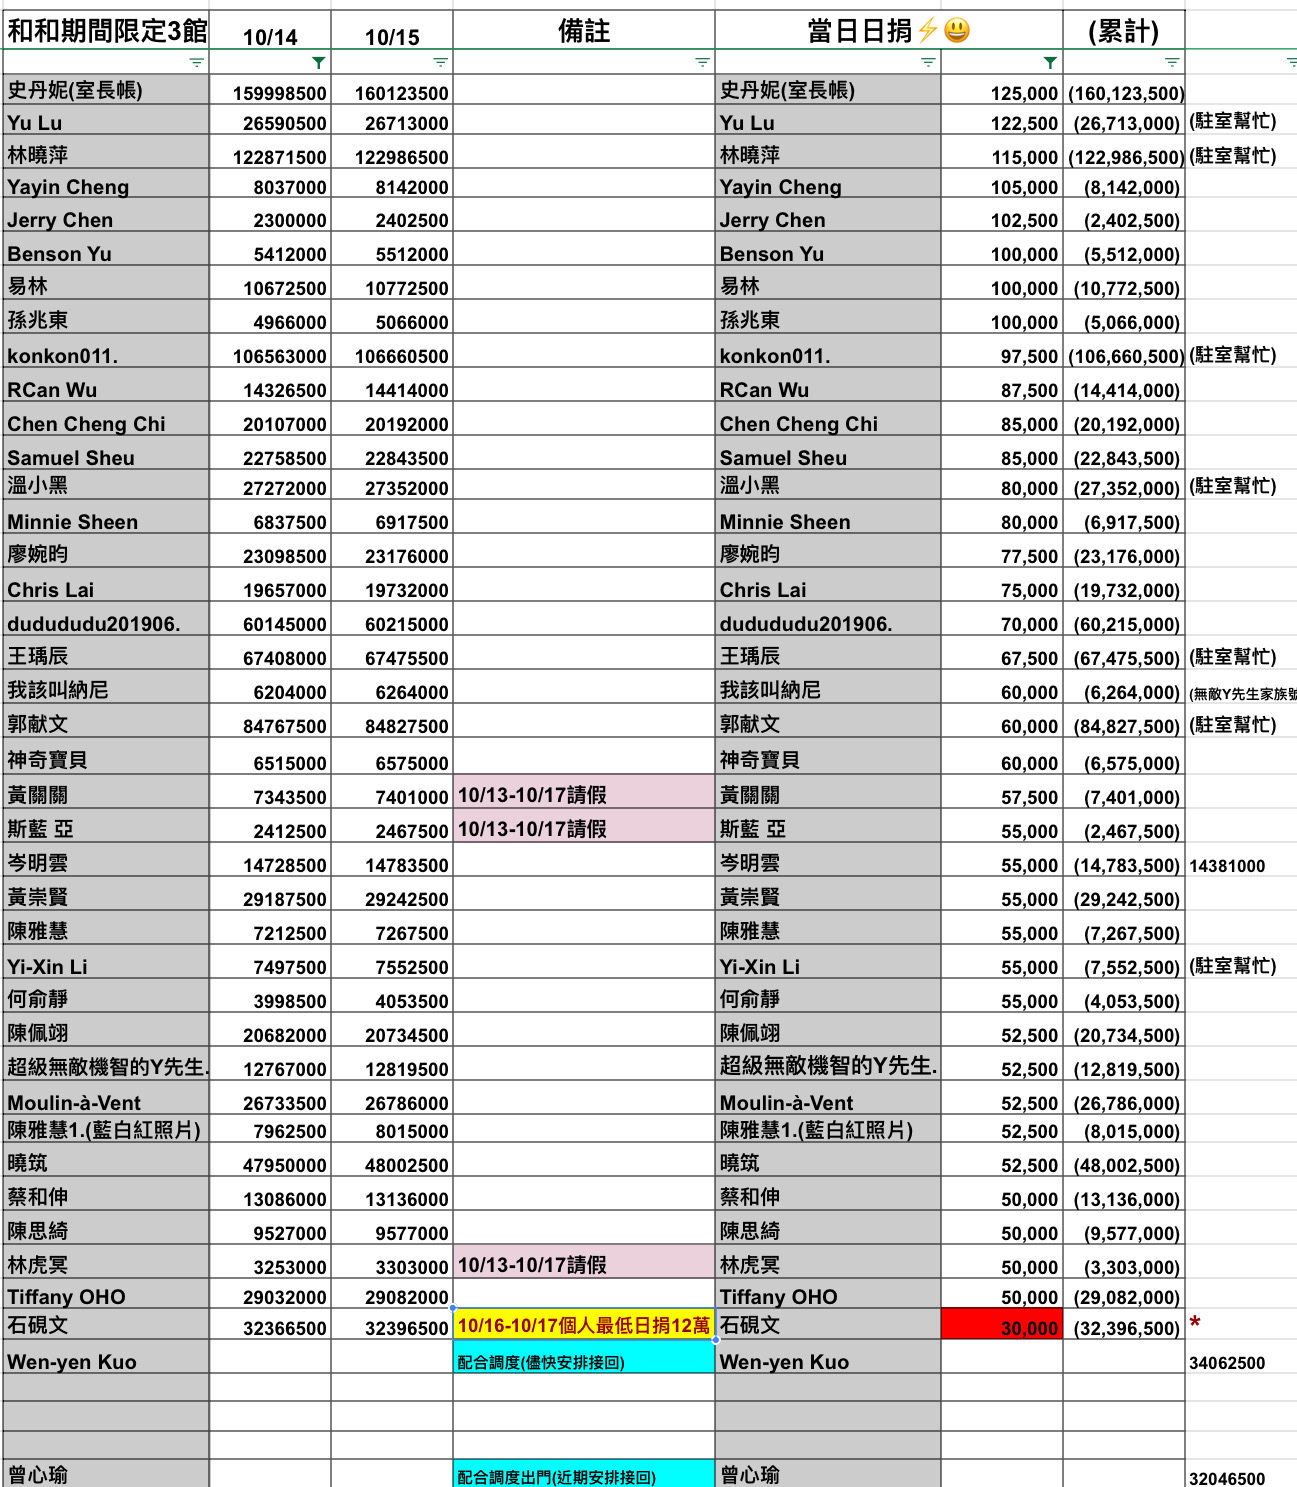 和和期間限定3館 10/14 10/15 備註 當日日捐⚡😃 (累計)
史丹妮(室長帳) 159998500 160123500 史丹妮(室長帳) 125,000 (160,123,500)
Yu Lu 26590500 26713000 Yu Lu 122,500 (26,713,000) (駐室幫忙)
林曉萍 122871500 122986500 林曉萍 115,000 (122,986,500) (駐室幫忙)
Yayin Cheng 8037000 8142000 Yayin Cheng 105,000 (8,142,000)
Jerry Chen 2300000 2402500 Jerry Chen 102,500 (2,402,500)
Benson Yu 5412000 5512000 Benson Yu 100,000 (5,512,000)
易林 10672500 10772500 易林 100,000 (10,772,500)
孫兆東 4966000 5066000 孫兆東 100,000 (5,066,000)
konkon011. 106563000 106660500 konkon011. 97,500 (106,660,500) (駐室幫忙)
RCan Wu 14326500 14414000 RCan Wu 87,500 (14,414,000)
Chen Cheng Chi 20107000 20192000 Chen Cheng Chi 85,000 (20,192,000)
Samuel Sheu 22758500 22843500 Samuel Sheu 85,000 (22,843,500)
溫小黑 27272000 27352000 溫小黑 80,000 (27,352,000) (駐室幫忙)
Minnie Sheen 6837500 6917500 Minnie Sheen 80,000 (6,917,500)
廖婉昀 23098500 23176000 廖婉昀 77,500 (23,176,000)
Chris Lai 19657000 19732000 Chris Lai 75,000 (19,732,000)
dudududu201906. 60145000 60215000 dudududu201906. 70,000 (60,215,000)
王瑀辰 67408000 67475500 王瑀辰 67,500 (67,475,500) (駐室幫忙)
我該叫納尼 6204000 6264000 我該叫納尼 60,000 (6,264,000) (無敵Y先生家族號
郭献文 84767500 84827500 郭献文 60,000 (84,827,500) (駐室幫忙)
神奇寶貝 6515000 6575000 神奇寶貝 60,000 (6,575,000)
黃關關 7343500 7401000 10/13-10/17請假 黃關關 57,500 (7,401,000)
斯藍 亞 2412500 2467500 10/13-10/17請假 斯藍 亞 55,000 (2,467,500)
岑明雲 14728500 14783500 岑明雲 55,000 (14,783,500) 14381000
黃崇賢 29187500 29242500 黃崇賢 55,000 (29,242,500)
陳雅慧 7212500 7267500 陳雅慧 55,000 (7,267,500)
Yi-Xin Li 7497500 7552500 Yi-Xin Li 55,000 (7,552,500) (駐室幫忙)
何俞靜 3998500 4053500 何俞靜 55,000 (4,053,500)
陳佩翊 20682000 20734500 陳佩翊 52,500 (20,734,500)
超級無敵機智的Y先生. 12767000 12819500 超級無敵機智的Y先生. 52,500 (12,819,500)
Moulin-à-Vent 26733500 26786000 Moulin-à-Vent 52,500 (26,786,000)
陳雅慧1.(藍白紅照片) 7962500 8015000 陳雅慧1.(藍白紅照片) 52,500 (8,015,000)
曉筑 47950000 48002500 曉筑 52,500 (48,002,500)
蔡和伸 13086000 13136000 蔡和伸 50,000 (13,136,000)
陳思綺 9527000 9577000 陳思綺 50,000 (9,577,000)
林虎冥 3253000 3303000 10/13-10/17請假 林虎冥 50,000 (3,303,000)
Tiffany OHO 29032000 29082000 Tiffany OHO 50,000 (29,082,000)
石硯文 32366500 32396500 10/16-10/17個人最低日捐12萬 石硯文 30,000 (32,396,500) *
Wen-yen Kuo 配合調度(儘快安排接回) Wen-yen Kuo 34062500
曾心瑜 配合調度出門(近期安排接回) 曾心瑜 32046500